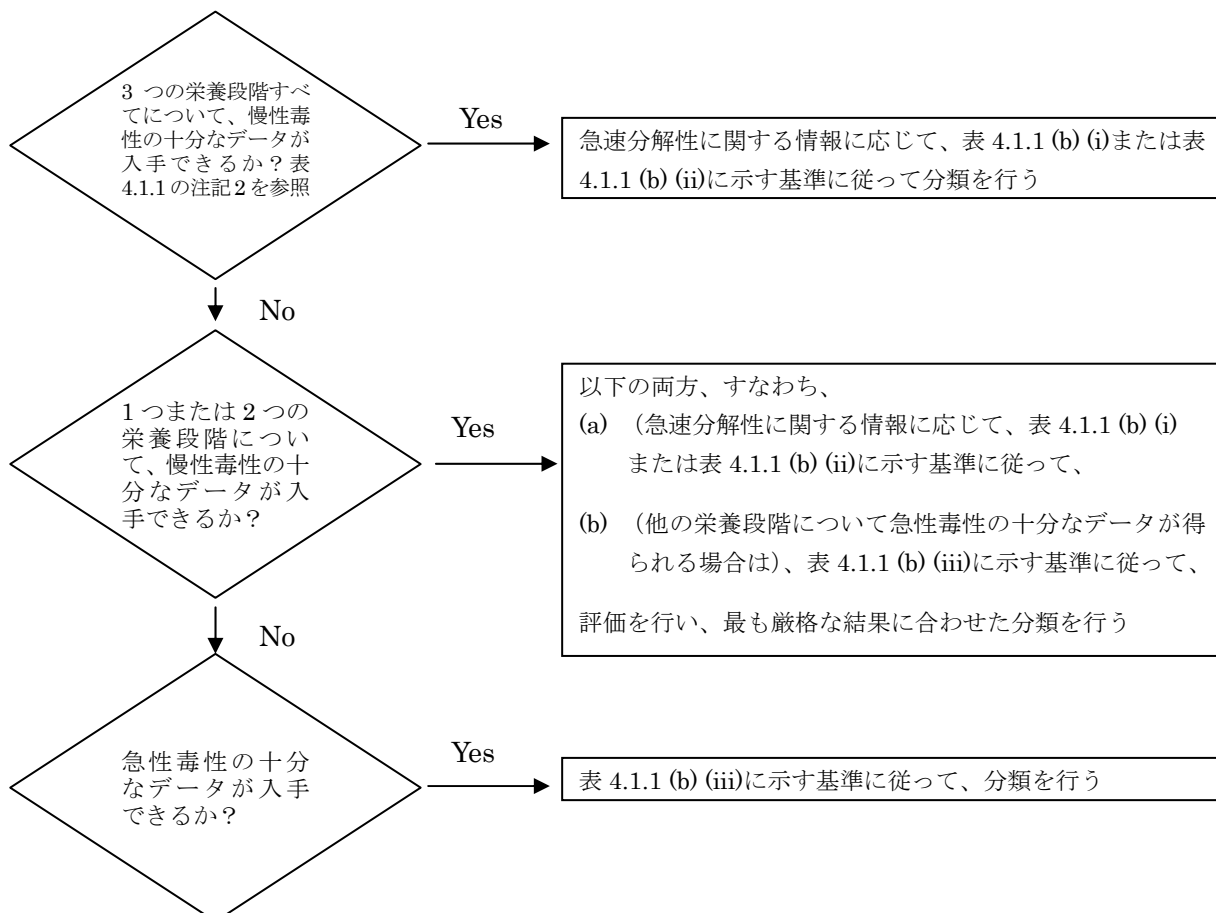 3 つの栄養段階すべ
てについて、慢性毒
性の十分なデータが
入手できるか？表
4.1.1 の注記 2 を参照
Yes
急速分解性に関する情報に応じて、表 4.1.1 (b) (i)または表
4.1.1 (b) (ii)に示す基準に従って分類を行う
No
1 つまたは 2 つの
栄養段階につい
て、慢性毒性の十
分なデータが入
手できるか？
Yes
以下の両方、すなわち、
(a) （急速分解性に関する情報に応じて、表 4.1.1 (b) (i)
または表 4.1.1 (b) (ii)に示す基準に従って、
(b) （他の栄養段階について急性毒性の十分なデータが得
られる場合は）、表 4.1.1 (b) (iii)に示す基準に従って、
評価を行い、最も厳格な結果に合わせた分類を行う
No
急性毒性の十分
なデータが入手
できるか？
Yes
表 4.1.1 (b) (iii)に示す基準に従って、分類を行う